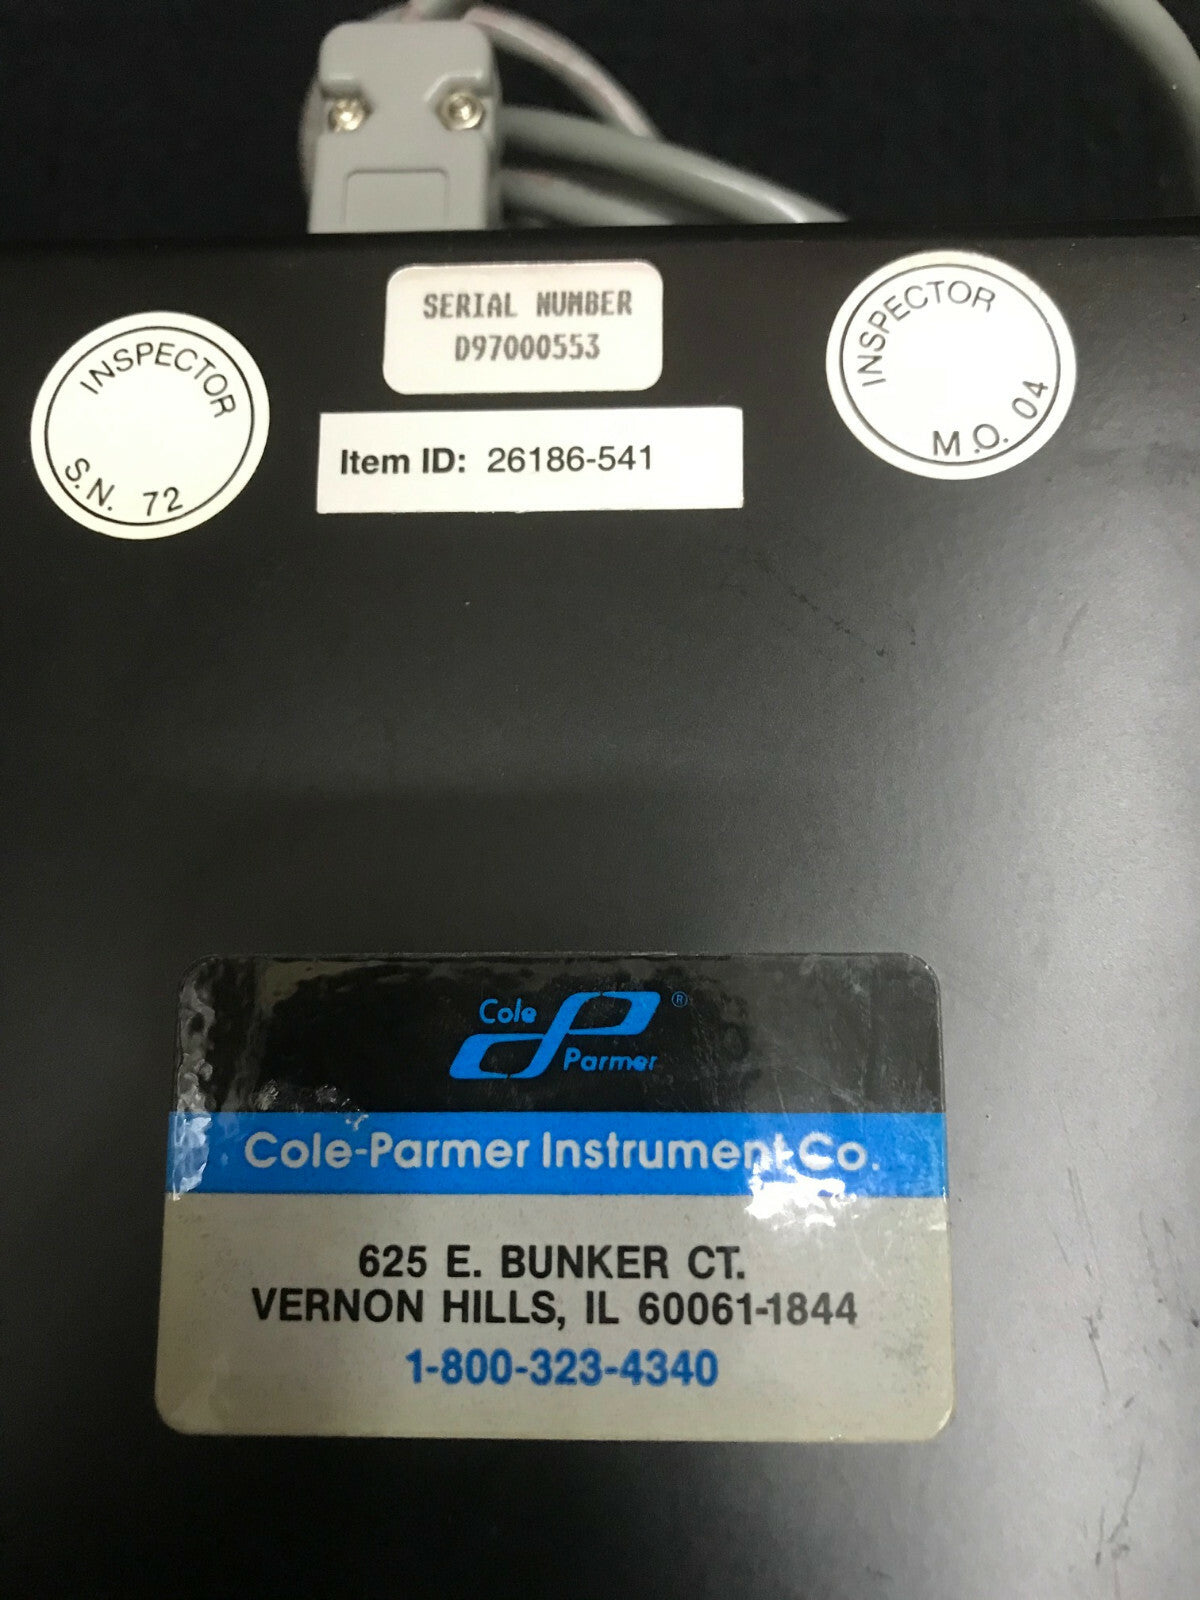 SERIAL NUMBER
D97000553
INSPECTOR
S.N. 72
INSPECTOR
M.O. 04
Item ID: 26186-541
Cole
Parmer ®
Cole-Parmer Instrument Co.
625 E. BUNKER CT.
VERNON HILLS, IL 60061-1844
1-800-323-4340